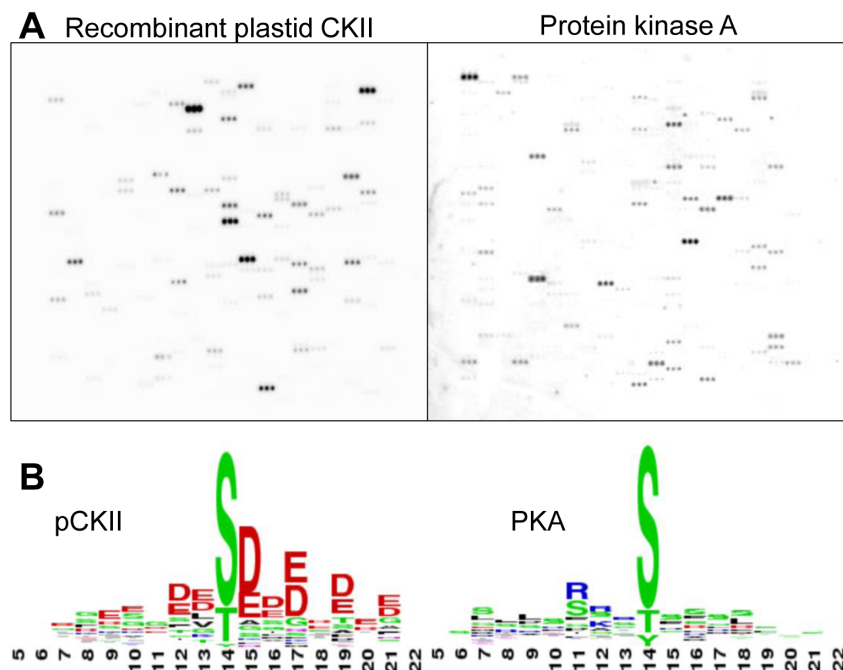 A Recombinant plastid CKII Protein kinase A
B
pCKII PKA
S
D
E
D
E
D
E
D
E
E
D
T
R
S
S
T
Y
5 6 7 8 9 10 11 12 13 14 15 16 17 18 19 20 21 22 5 6 7 8 9 10 11 12 13 14 15 16 17 18 19 20 21 22